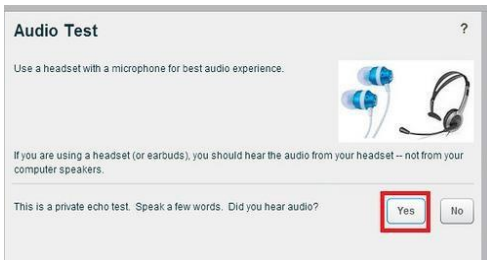 Audio Test ?
Use a headset with a microphone for best audio experience.
If you are using a headset (or earbuds), you should hear the audio from your headset -- not from your
computer speakers.
This is a private echo test. Speak a few words. Did you hear audio? Yes No